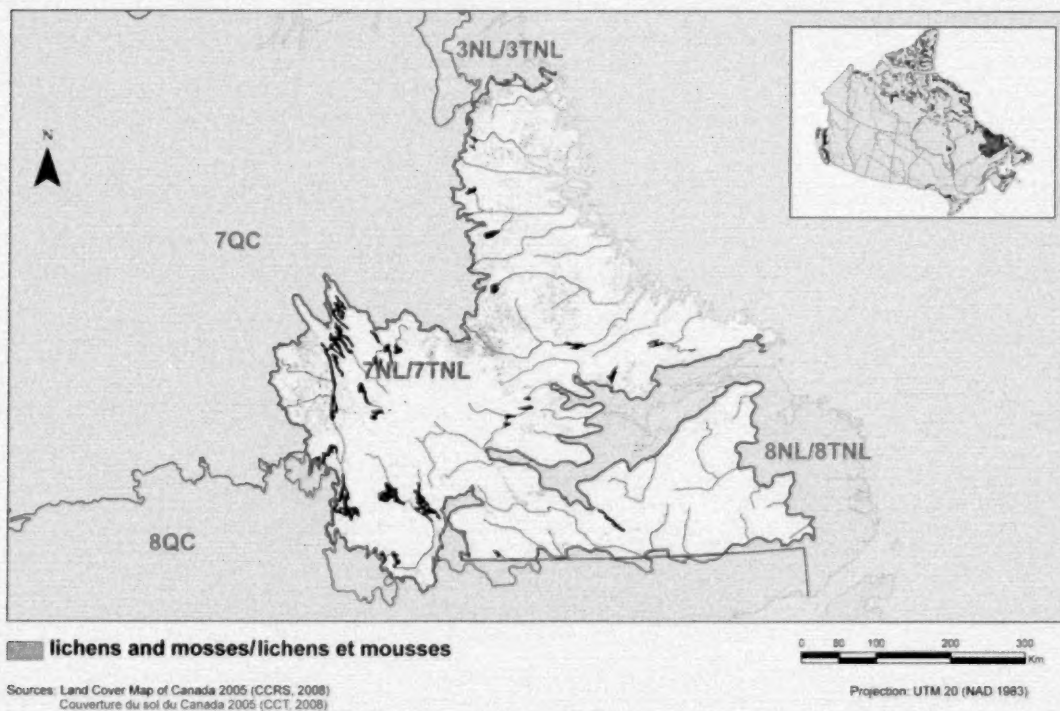 3NL/3TNL
N
7QC
7NL/7TNL
8NL/8TNL
8QC
lichens and mosses/lichens et mousses
0 50 100 200 300
Km
Sources: Land Cover Map of Canada 2005 (CCRS, 2008)
Couverture du sol du Canada 2005 (CCT, 2008)
Projection: UTM 20 (NAD 1983)